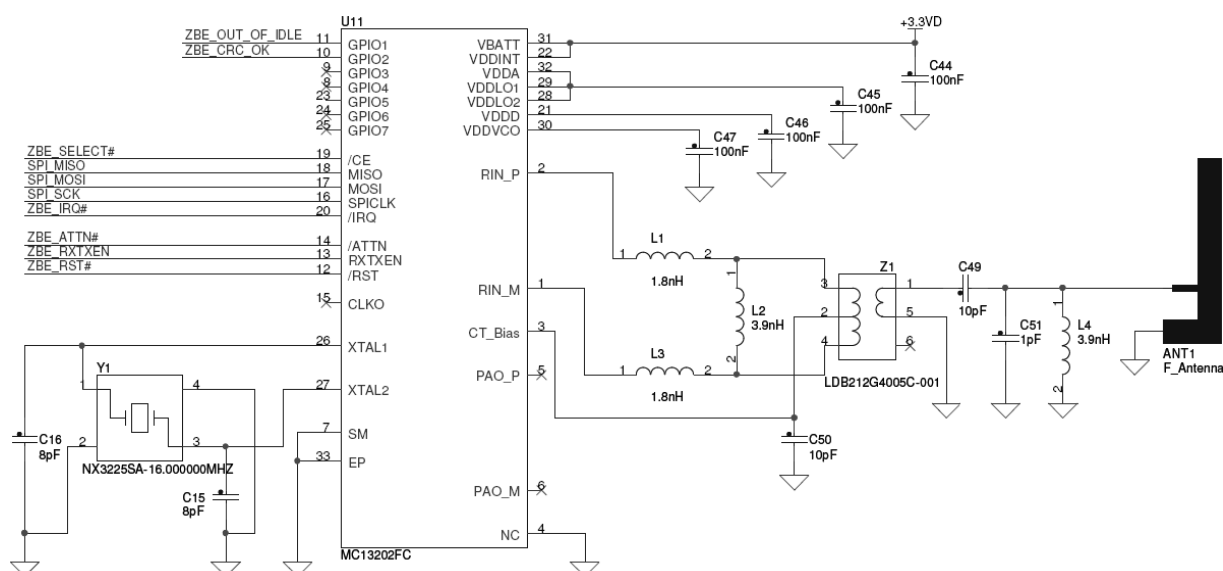 U11
+3.3VD
ZBE_OUT_OF_IDLE 11 GPIO1 VBATT 31
ZBE_CRC_OK 10 GPIO2 VDDINT 22
9 GPIO3 VDDA 32
8 GPIO4 VDDLO1 29
23 GPIO5 VDDLO2 28
24 GPIO6 VDDD 21
25 GPIO7 VDDVCO 30
C44
100nF
C45
100nF
C46
100nF
C47
100nF
ZBE_SELECT# 19 /CE
SPI_MISO 18 MISO RIN_P 2
SPI_MOSI 17 MOSI
SPI_SCK 16 SPICLK
ZBE_IRQ# 20 /IRQ
ZBE_ATTN# 14 /ATTN
ZBE_RXTXEN 13 RXTXEN
ZBE_RST# 12 /RST
15 CLKO RIN_M 1
CT_Bias 3
26 XTAL1
PAO_P 5
27 XTAL2
7 SM
33 EP
PAO_M 6
NC 4
MC13202FC
L1
1 2
1.8nH
1
L2
3.9nH
2
L3
1 2
1.8nH
Z1
3 1
2 5
4 6
LDB212G4005C-001
C49
10pF
C51
1pF
1
L4
3.9nH
2
ANT1
F_Antenna
C50
10pF
Y1
1 4
2 3
NX3225SA-16.000000MHZ
C16
8pF
C15
8pF